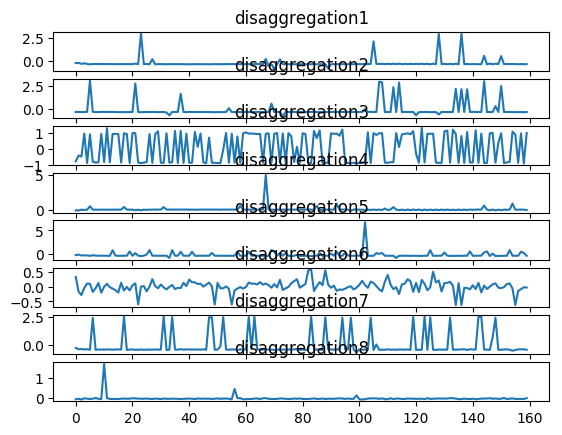 disaggregation1
2.5
0.0
disaggregation2
2.5
0.0
disaggregation3
1
0
−1
disaggregation4
5
0
disaggregation5
5
0
disaggregation6
0.5
0.0
−0.5
disaggregation7
2.5
0.0
disaggregation8
1
0
0 20 40 60 80 100 120 140 160